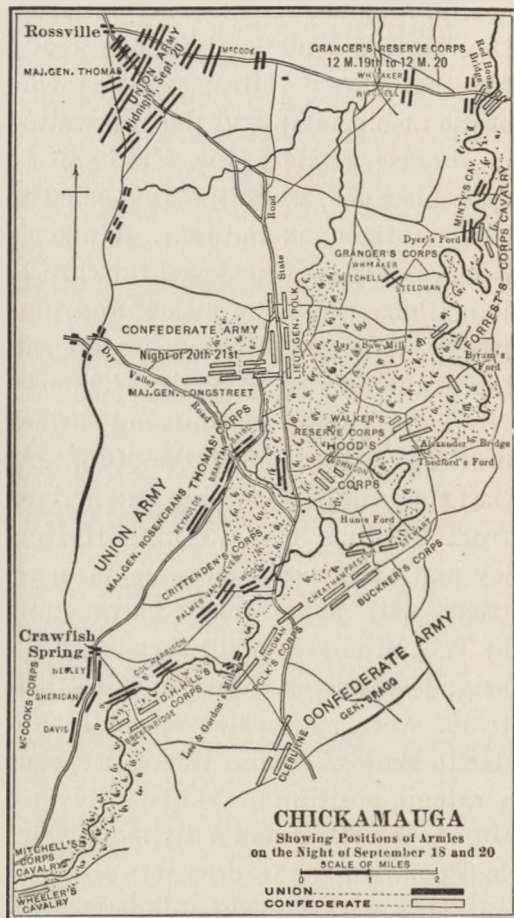 Rossville
McCOOK
GRANGER'S RESERVE CORPS
12 M. 19th to 12 M. 20
WHITAKER
MITCHELL
Red House
Bridge
MAJ. GEN. THOMAS
UNION ARMY
Midnight, Sept. 20
MINTY'S CAV.
FORREST'S CORPS CAVALRY
Dyer's Ford
GRANGER'S CORPS
WHITAKER
MITCHELL
STEEDMAN
State
Road
LIEUT. GEN. POLK
CONFEDERATE ARMY
Night of 20th 21st
MAJ. GEN. LONGSTREET
Dry
Valley
Road
Jay's Saw Mill
Byram's
Ford
WALKER'S
RESERVE CORPS
HOOD'S
JOHNSON
CORPS
Alexander Bridge
Thedford's Ford
UNION ARMY
MAJ. GEN. ROSENCRANS
THOMAS' CORPS
REYNOLDS
BRANTAN
BAIRD
Hunts Ford
CRITTENDEN'S CORPS
PALMER
VAN CLEVE
WOOD
CHEATHAM
PRESTON
STEWART
BUCKNER'S CORPS
Crawfish
Spring
NEGLEY
SHERIDAN
DAVIS
McCOOKS CORPS
COL. HARRISON
D.H. HILL'S
CORPS
BREKENRIDGE
Lee & Gordon's Mill
HINDMAN
POLK'S CORPS
CLEBURNE
CONFEDERATE ARMY
GEN. BRAGG
MITCHELL'S
CORPS
CAVALRY
WHEELER'S
CAVALRY
CHICKAMAUGA
Showing Positions of Armies
on the Night of September 18 and 20
SCALE OF MILES
0 1 2
UNION
CONFEDERATE